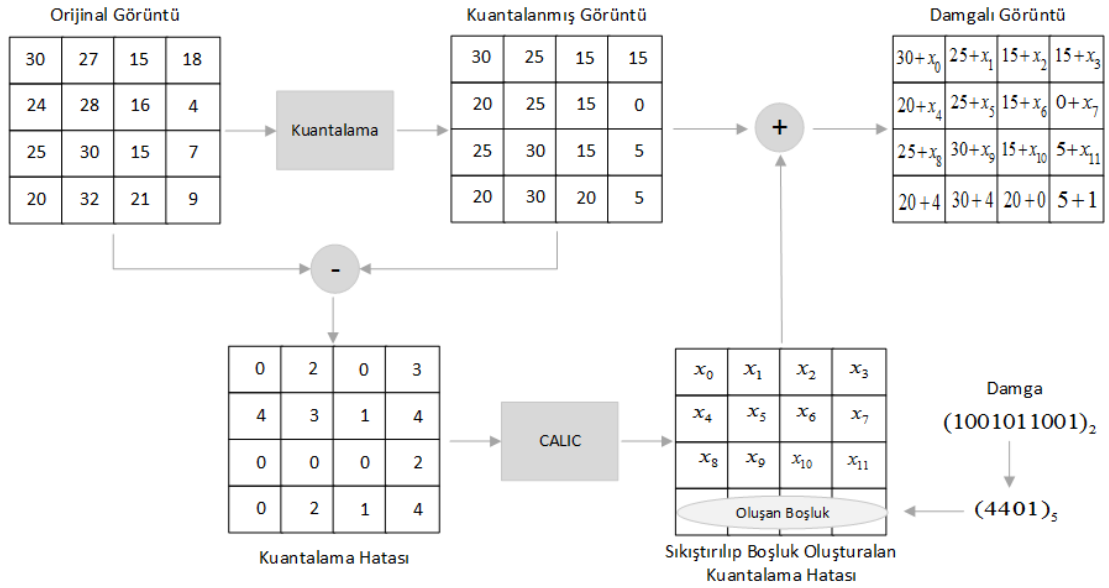 Orijinal Görüntü
Kuantalanmış Görüntü
Damgalı Görüntü
30 27 15 18
24 28 16 4
25 30 15 7
20 32 21 9
Kuantalama
30 25 15 15
20 25 15 0
25 30 15 5
20 30 20 5
+
30+x₀ 25+x₁ 15+x₂ 15+x₃
20+x₄ 25+x₅ 15+x₆ 0+x₇
25+x₈ 30+x₉ 15+x₁₀ 5+x₁₁
20+4 30+4 20+0 5+1
-
0 2 0 3
4 3 1 4
0 0 0 2
0 2 1 4
Kuantalama Hatası
CALIC
x₀ x₁ x₂ x₃
x₄ x₅ x₆ x₇
x₈ x₉ x₁₀ x₁₁
Oluşan Boşluk
Sıkıştırılıp Boşluk Oluşturalan
Kuantalama Hatası
Damga
(1001011001)₂
(4401)₅